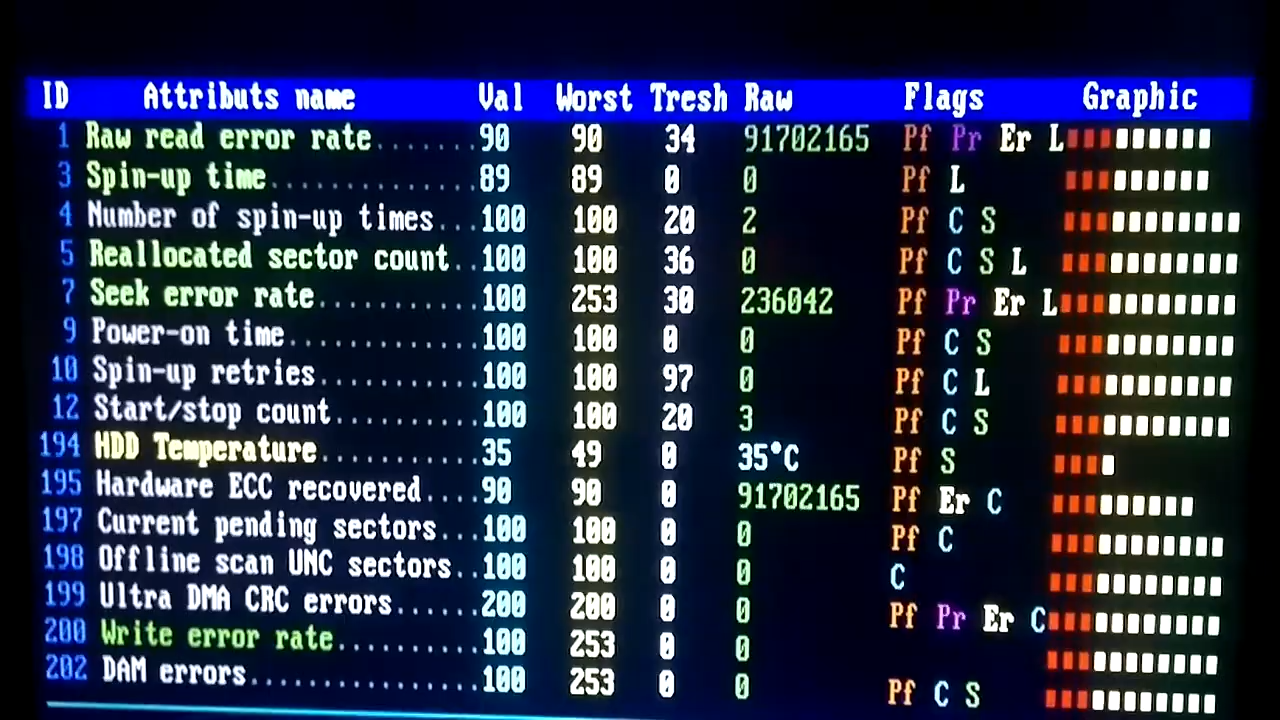 ID Attributs name Val Worst Tresh Raw Flags Graphic
1 Raw read error rate.......90 90 34 91702165 Pf Pr Er L
3 Spin-up time..............89 89 0 0 Pf L
4 Number of spin-up times...100 100 20 2 Pf C S
5 Reallocated sector count..100 100 36 0 Pf C S L
7 Seek error rate...........100 253 30 236042 Pf Pr Er L
9 Power-on time.............100 100 0 0 Pf C S
10 Spin-up retries...........100 100 97 0 Pf C L
12 Start/stop count..........100 100 20 3 Pf C S
194 HDD Temperature...........35 49 0 35°C Pf S
195 Hardware ECC recovered....90 90 0 91702165 Pf Er C
197 Current pending sectors...100 100 0 0 Pf C
198 Offline scan UNC sectors..100 100 0 0 C
199 Ultra DMA CRC errors......200 200 0 0 Pf Pr Er C
200 Write error rate..........100 253 0 0
202 DAM errors................100 253 0 0 Pf C S